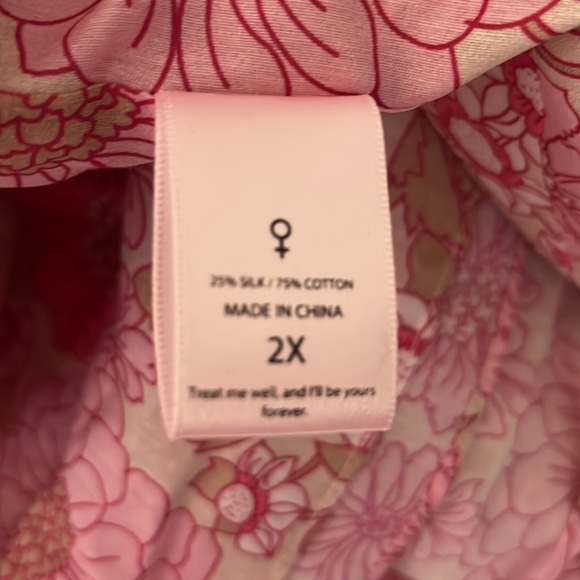 25% SILK / 75% COTTON
MADE IN CHINA
2X
Treat me well, and I'll be yours
forever.